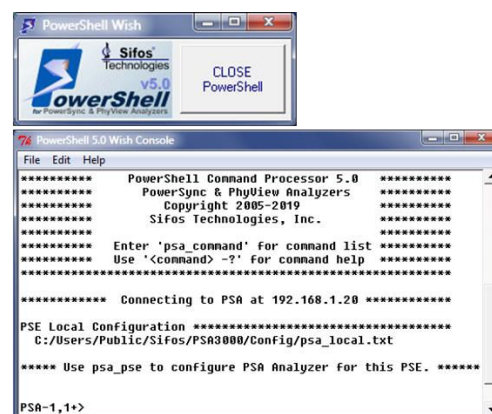 PowerShell Wish
Sifos
Technologies
v5.0
PowerShell
for PowerSync & PhyView Analyzers
CLOSE
PowerShell
PowerShell 5.0 Wish Console
File Edit Help
********** PowerShell Command Processor 5.0 **********
********** PowerSync & PhyView Analyzers **********
********** Copyright 2005-2019 **********
********** Sifos Technologies, Inc. **********
********** **********
********** Enter 'psa_command' for command list **********
********** Use '<command> -?' for command help **********
************************************************************
************ Connecting to PSA at 192.168.1.20 ************
PSE Local Configuration ************************************
C:/Users/Public/Sifos/PSA3000/Config/psa_local.txt
***** Use psa_pse to configure PSA Analyzer for this PSE. ******
PSA-1,1+>